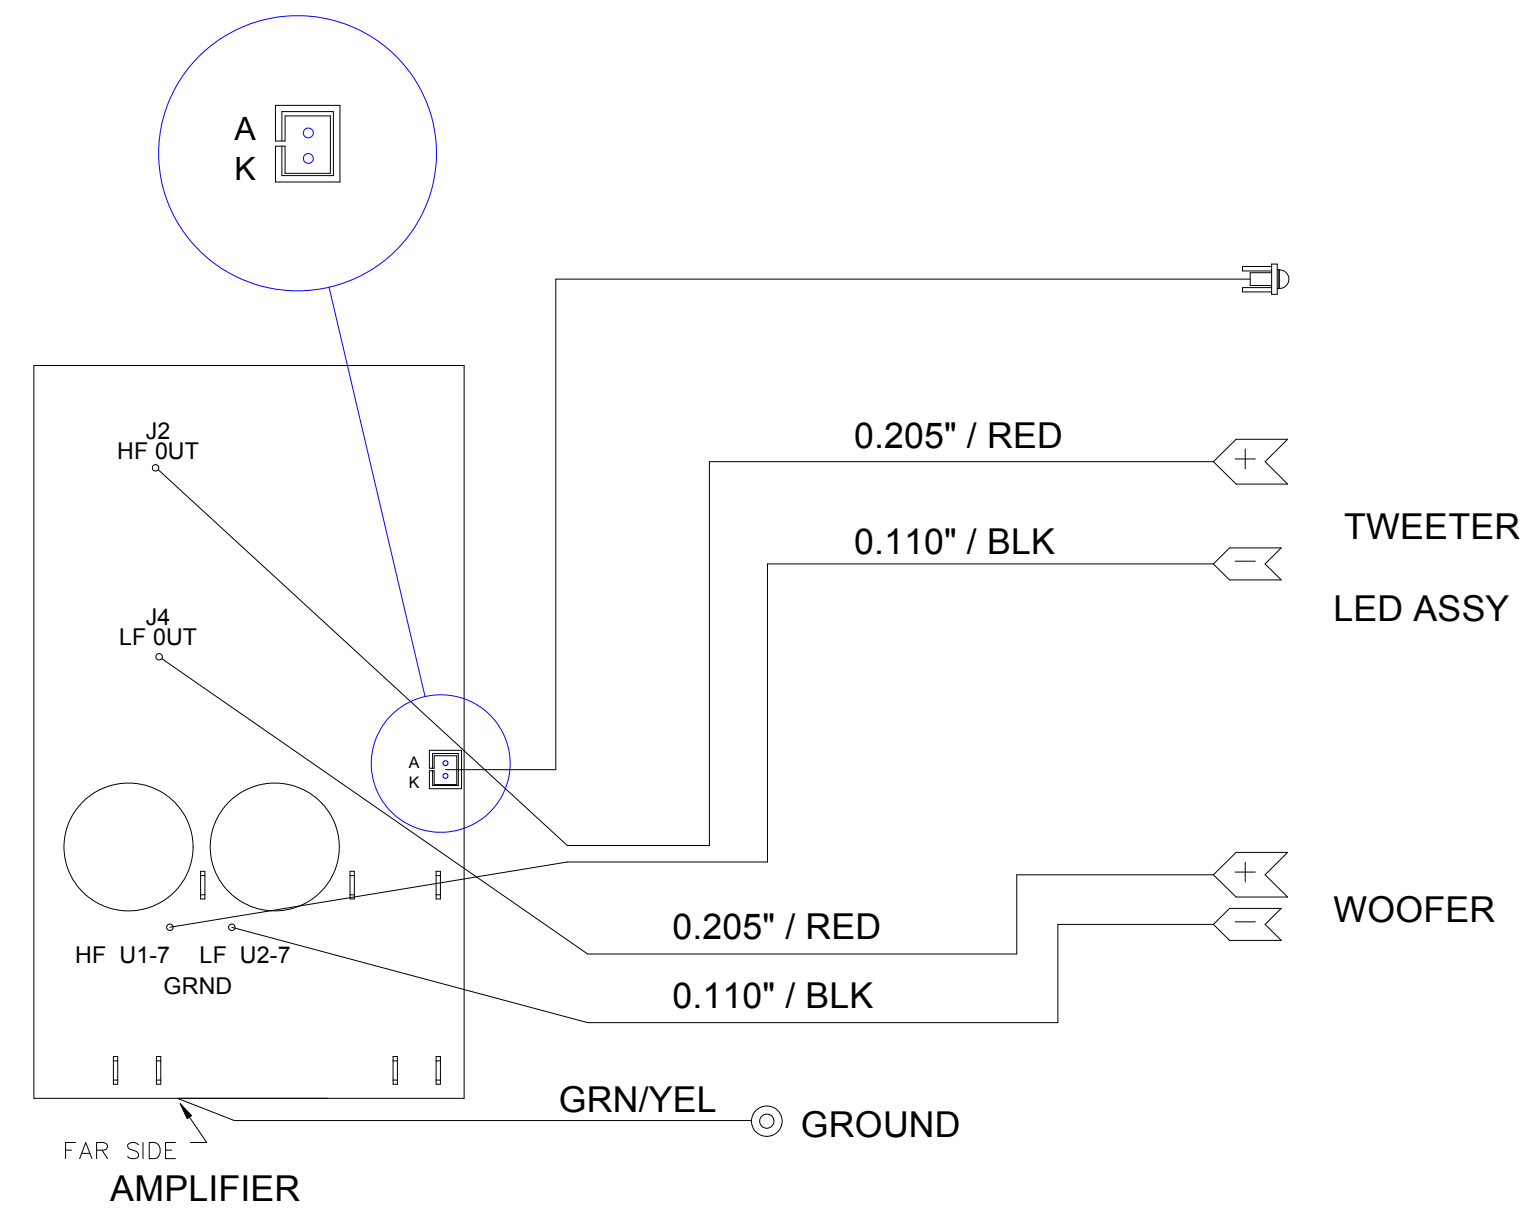 A
K
J2
HF 0UT
0.205" / RED
+
TWEETER
0.110" / BLK
−
LED ASSY
J4
LF 0UT
A
K
+
WOOFER
−
0.205" / RED
HF U1-7 LF U2-7
GRND
0.110" / BLK
GRN/YEL
GROUND
FAR SIDE
AMPLIFIER